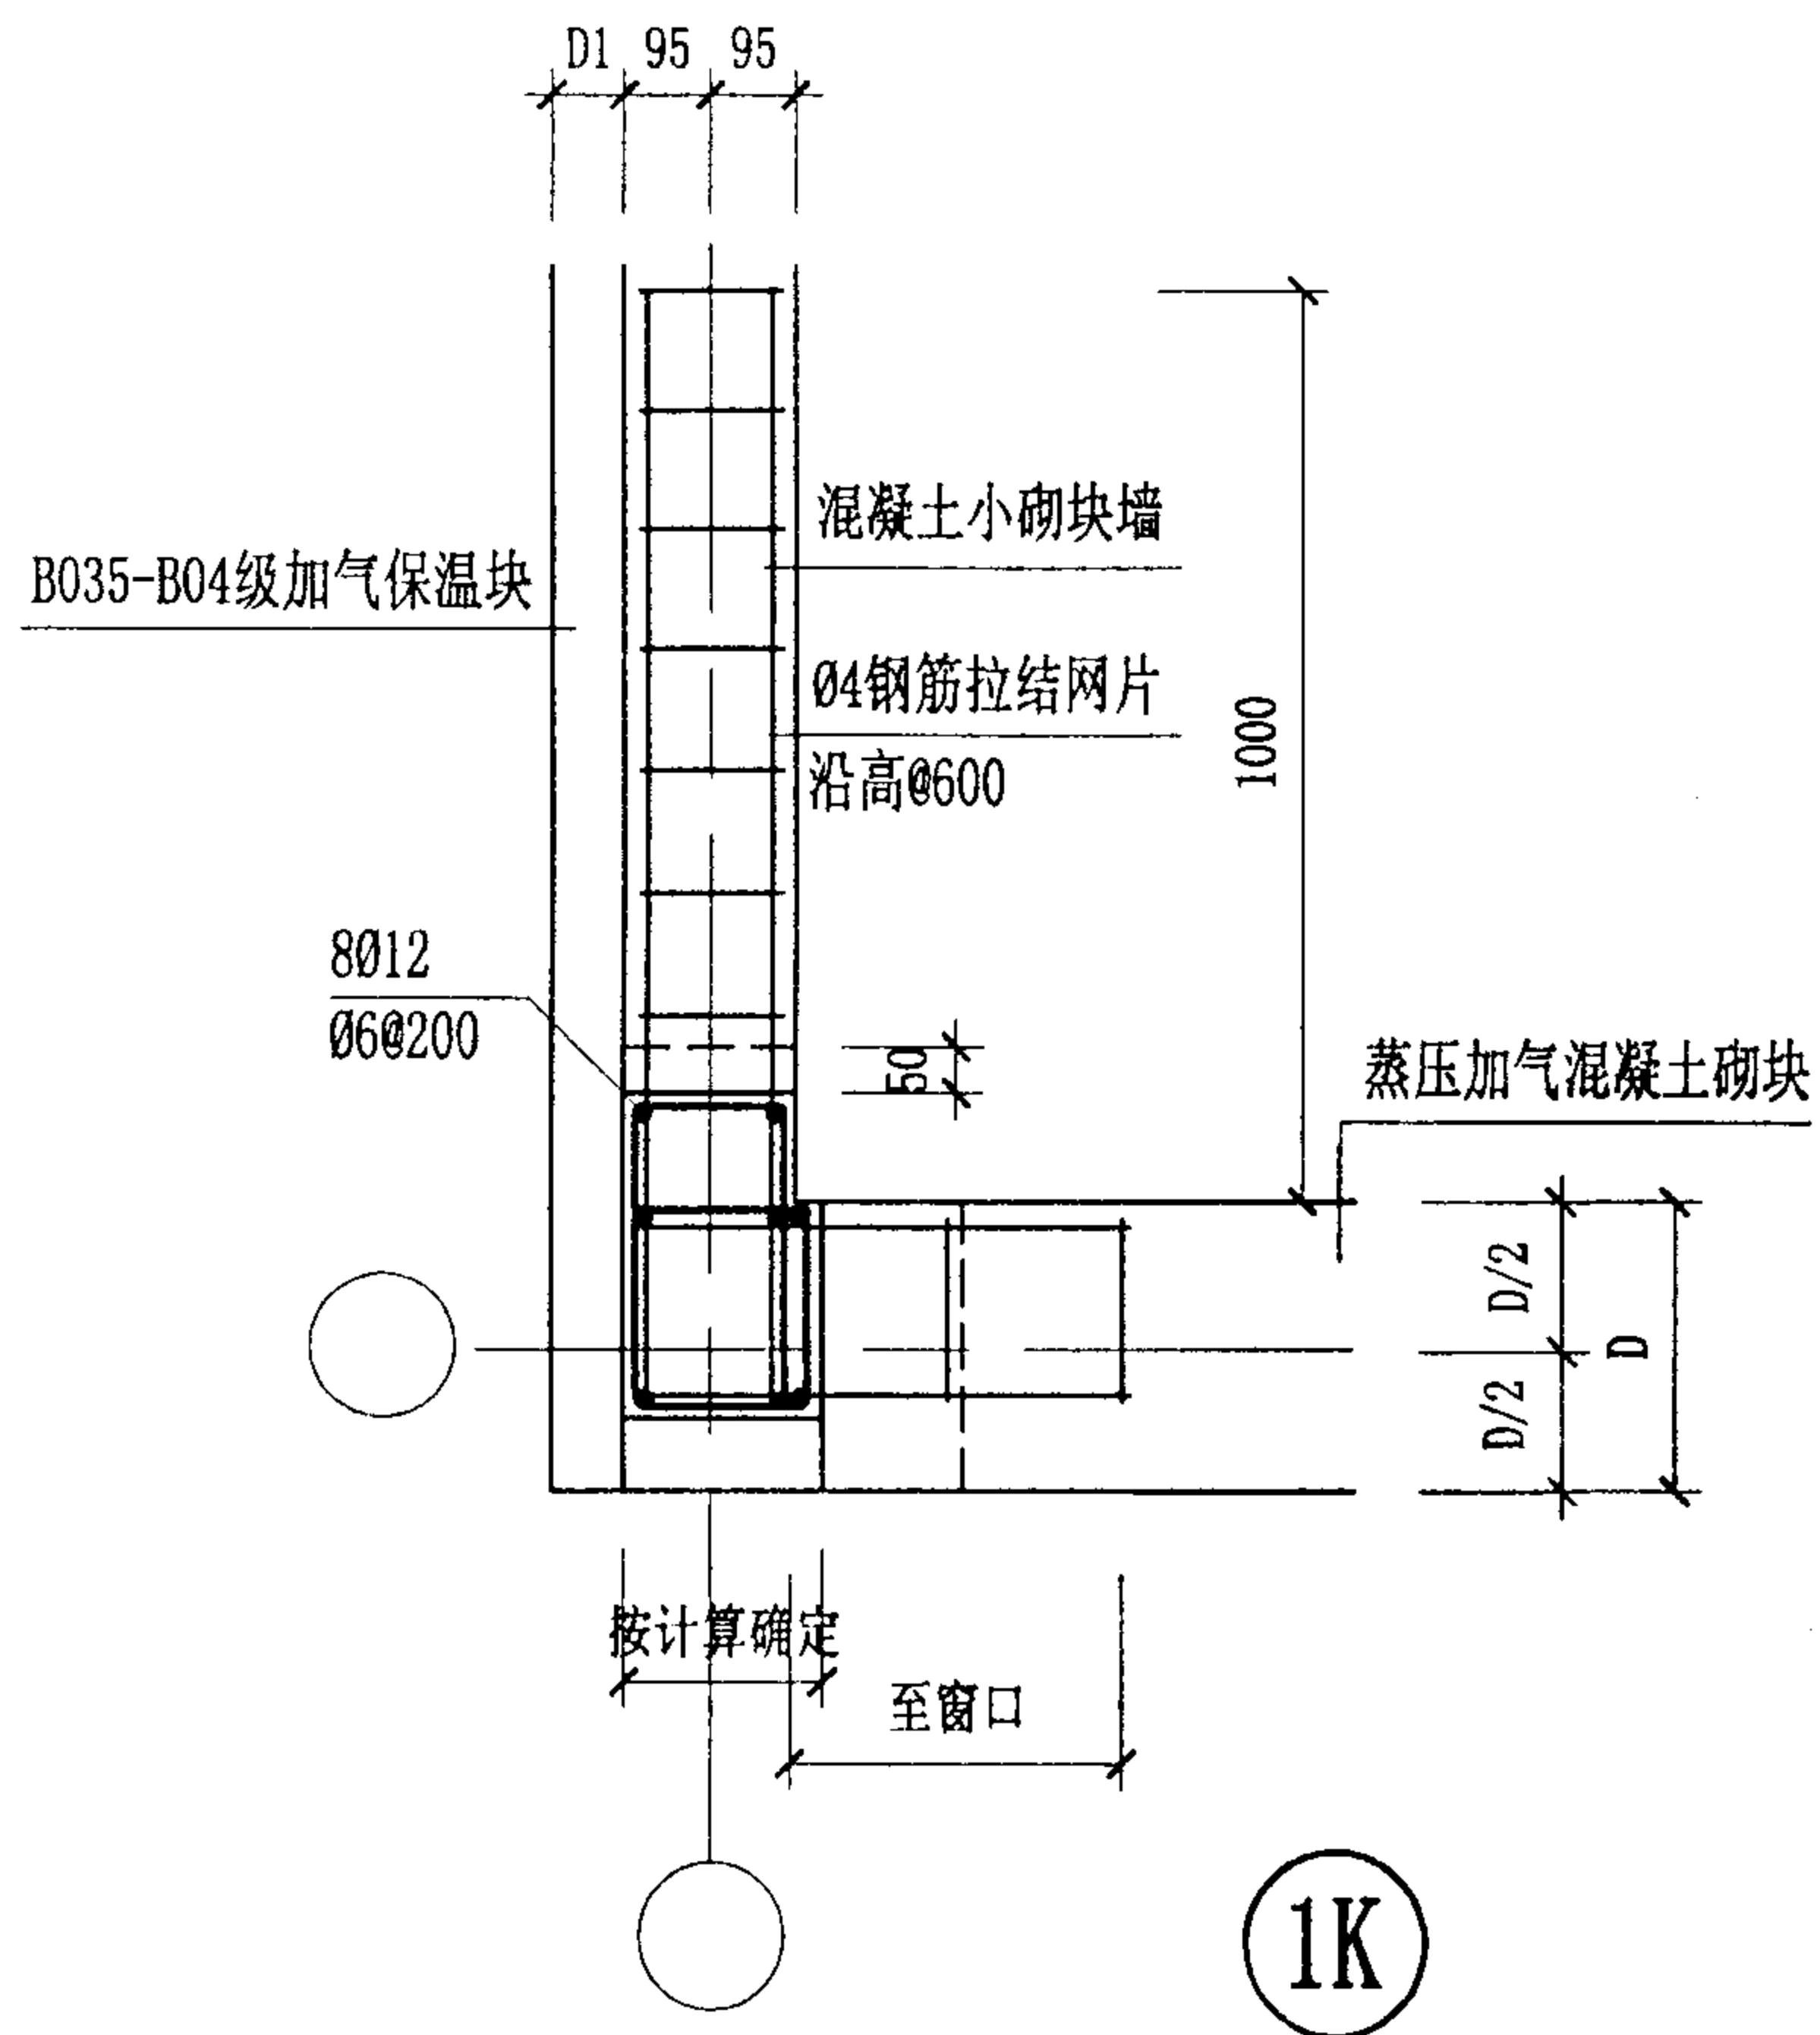 D1 95 95
混凝土小砌块墙
B035-B04级加气保温块
Ø4钢筋拉结网片
沿高@600
1000
8Ø12
Ø6@200
50
蒸压加气混凝土砌块
D/2
D
D/2
按计算确定
至窗口
1K